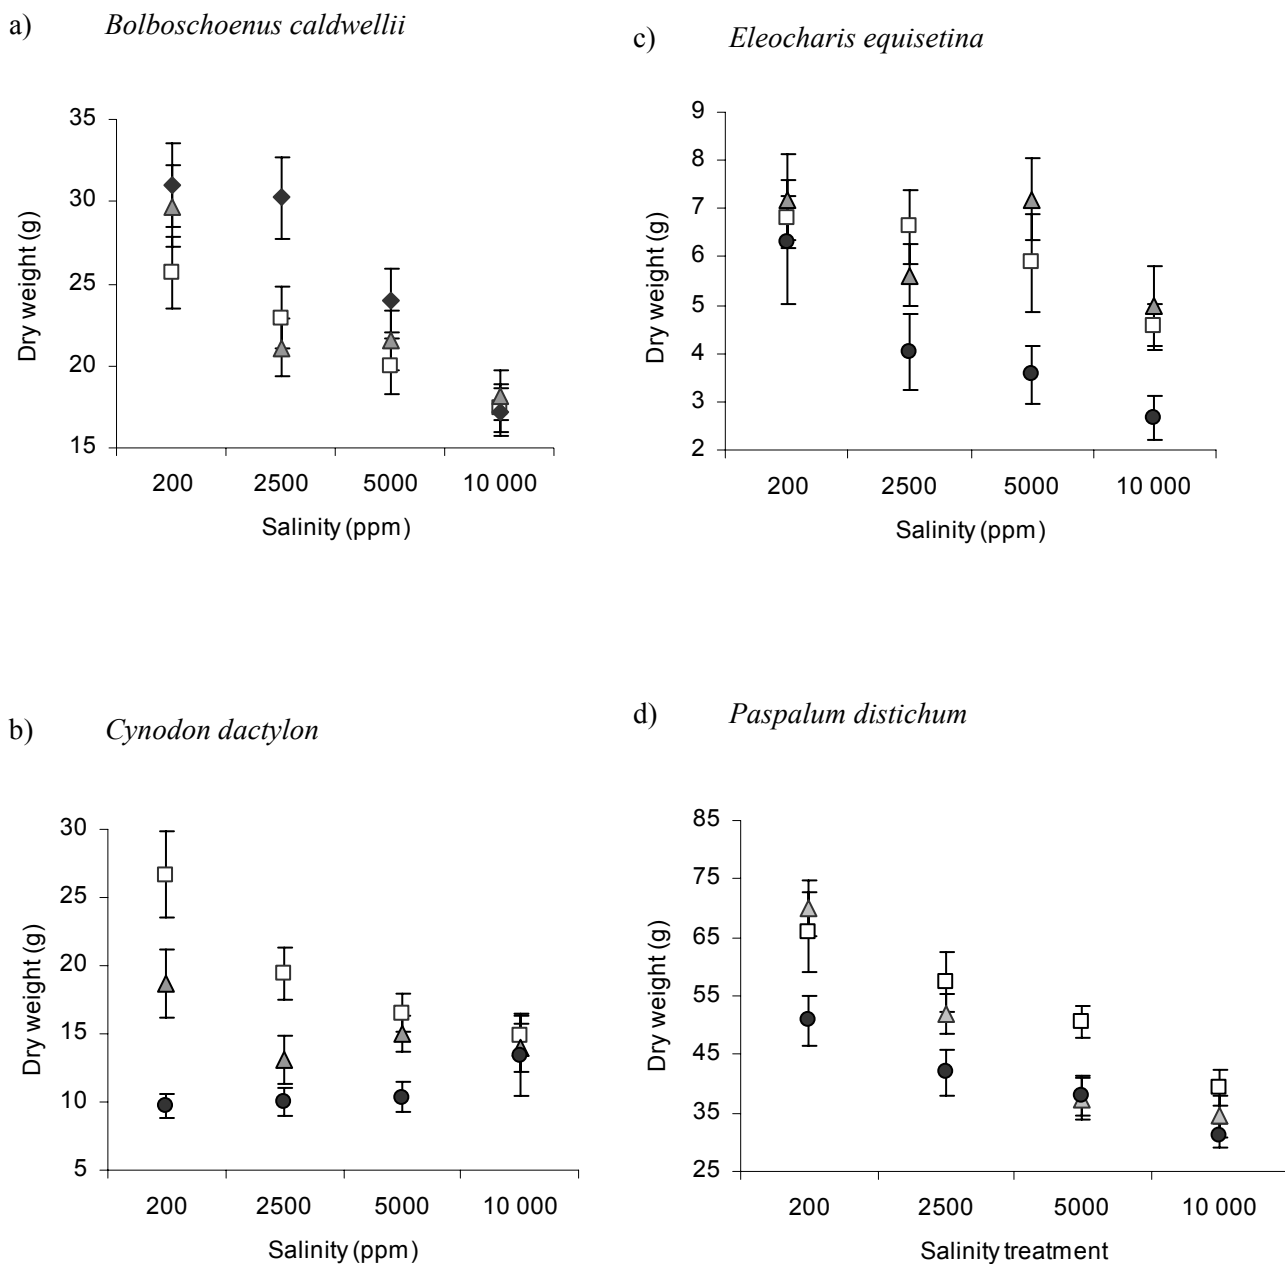 a) Bolboschoenus caldwellii
35
30
25
20
15
Dry weight (g)
200 2500 5000 10 000
Salinity (ppm)
c) Eleocharis equisetina
9
8
7
6
5
4
3
2
Dry weight (g)
200 2500 5000 10 000
Salinity (ppm)
b) Cynodon dactylon
30
25
20
15
10
5
Dry weight (g)
200 2500 5000 10 000
Salinity (ppm)
d) Paspalum distichum
85
75
65
55
45
35
25
Dry weight (g)
200 2500 5000 10 000
Salinity treatment